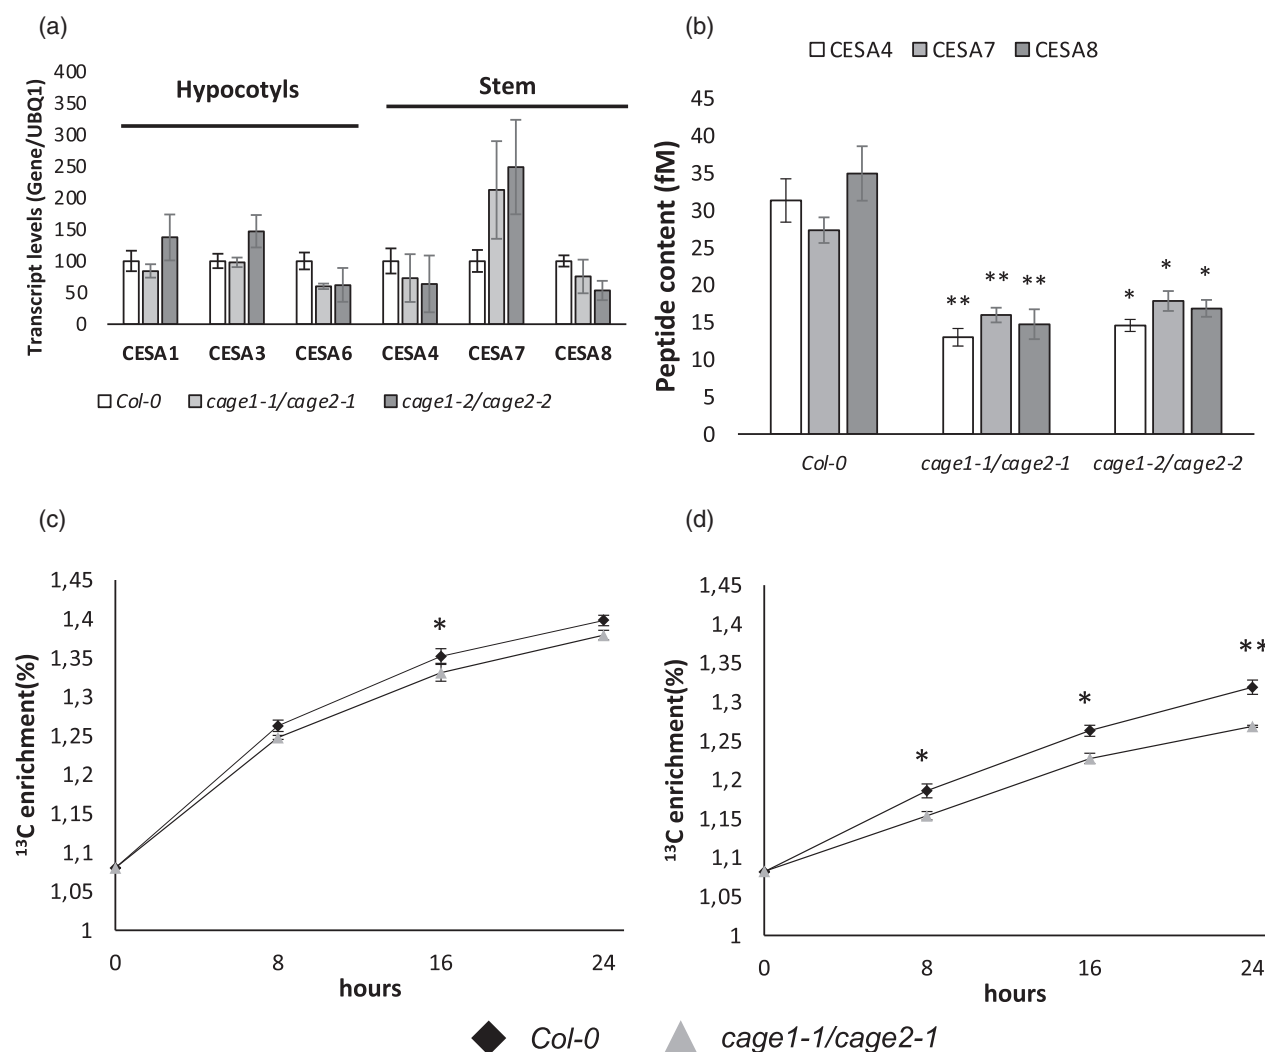 (a)
Transcript levels (Gene/UBQ1)
400
350
300
250
200
150
100
50
0
Hypocotyls
Stem
CESA1 CESA3 CESA6 CESA4 CESA7 CESA8
Col-0 cage1-1/cage2-1 cage1-2/cage2-2
(b)
CESA4 CESA7 CESA8
Peptide content (fM)
45
40
35
30
25
20
15
10
5
0
** ** **
* * *
Col-0 cage1-1/cage2-1 cage1-2/cage2-2
(c)
13C enrichment(%)
1,45
1,4
1,35
1,3
1,25
1,2
1,15
1,1
1,05
1
*
0 8 16 24
hours
(d)
13C enrichment(%)
1,45
1,4
1,35
1,3
1,25
1,2
1,15
1,1
1,05
1
* * **
0 8 16 24
hours
Col-0 cage1-1/cage2-1